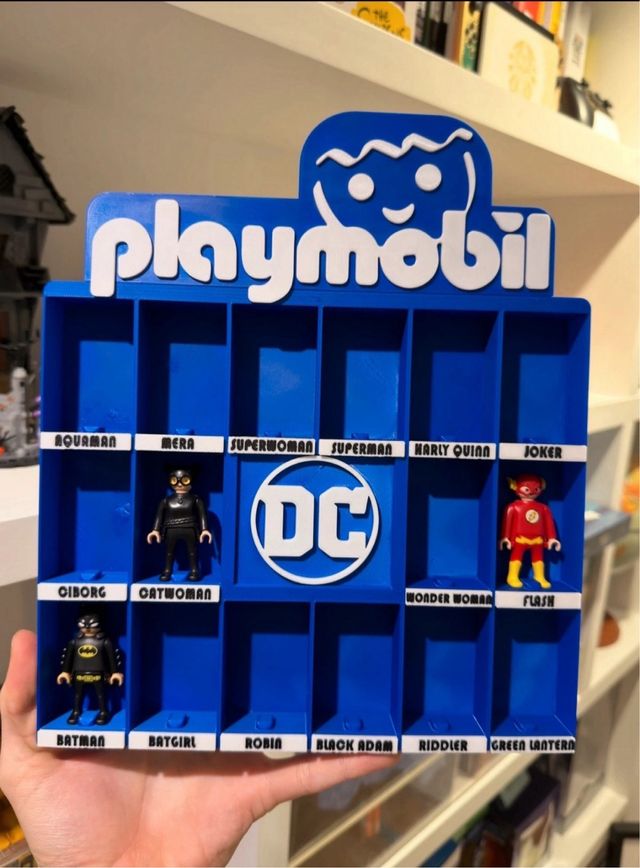 THE
playmobil
AQUAMAN MERA SUPERWOMAN SUPERMAN HARLY QUINN JOKER
DC
CIBORG CATWOMAN WONDER WOMAN FLASH
BATMAN BATGIRL ROBIN BLACK ADAM RIDDLER GREEN LANTERN